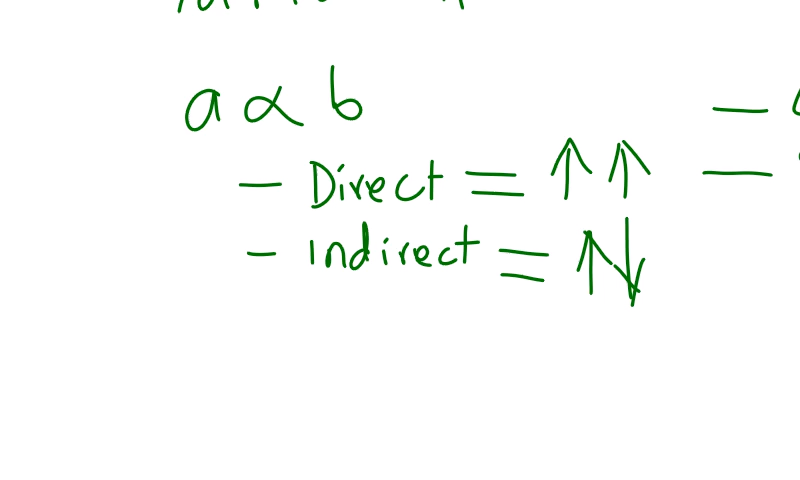 a ∝ b
- Direct = ↑↑
- Indirect = ↑↓